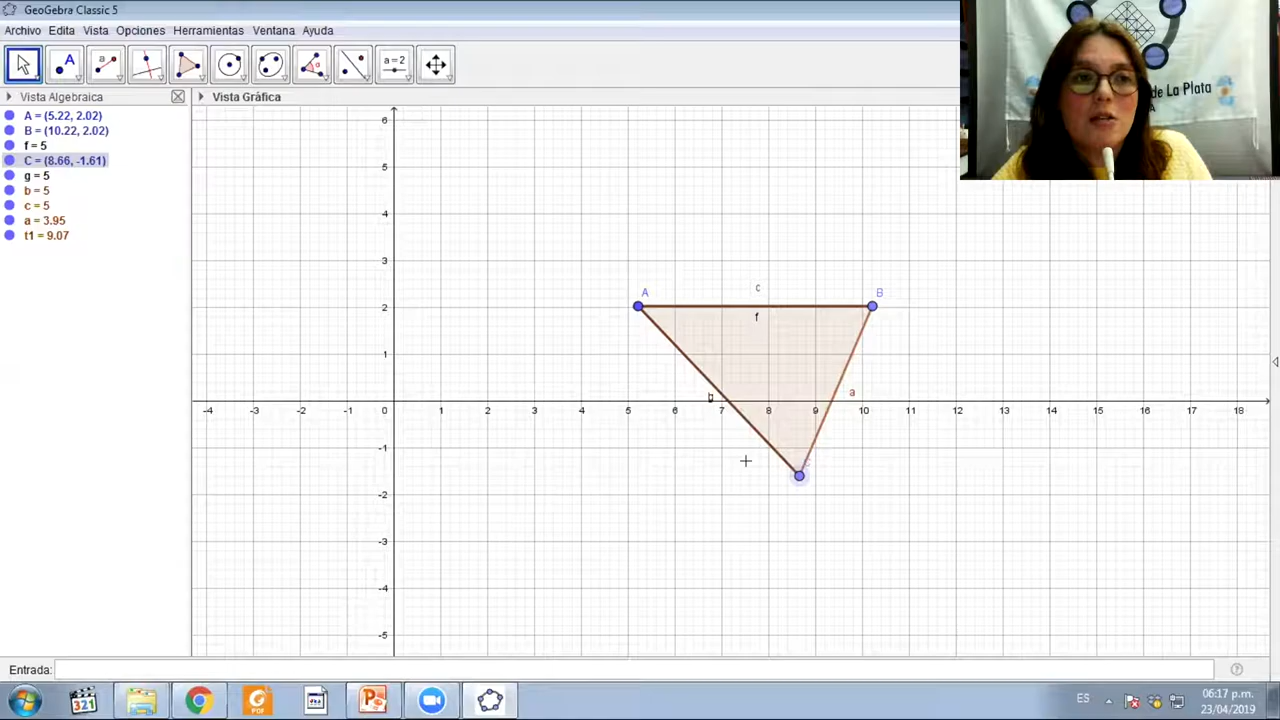 GeoGebra Classic 5
Archivo Edita Vista Opciones Herramientas Ventana Ayuda
A
a
α
a = 2
de La Plata
Vista Algebraica
Vista Gráfica
A = (5.22, 2.02)
B = (10.22, 2.02)
f = 5
C = (8.66, -1.61)
g = 5
b = 5
c = 5
a = 3.95
t1 = 9.07
6
5
4
3
2
1
0
-1
-2
-3
-4
-5
-4 -3 -2 -1 0 1 2 3 4 5 6 7 8 9 10 11 12 13 14 15 16 17 18
A
c
B
f
a
Entrada:
321
PDF
ES
06:17 p.m.
23/04/2019